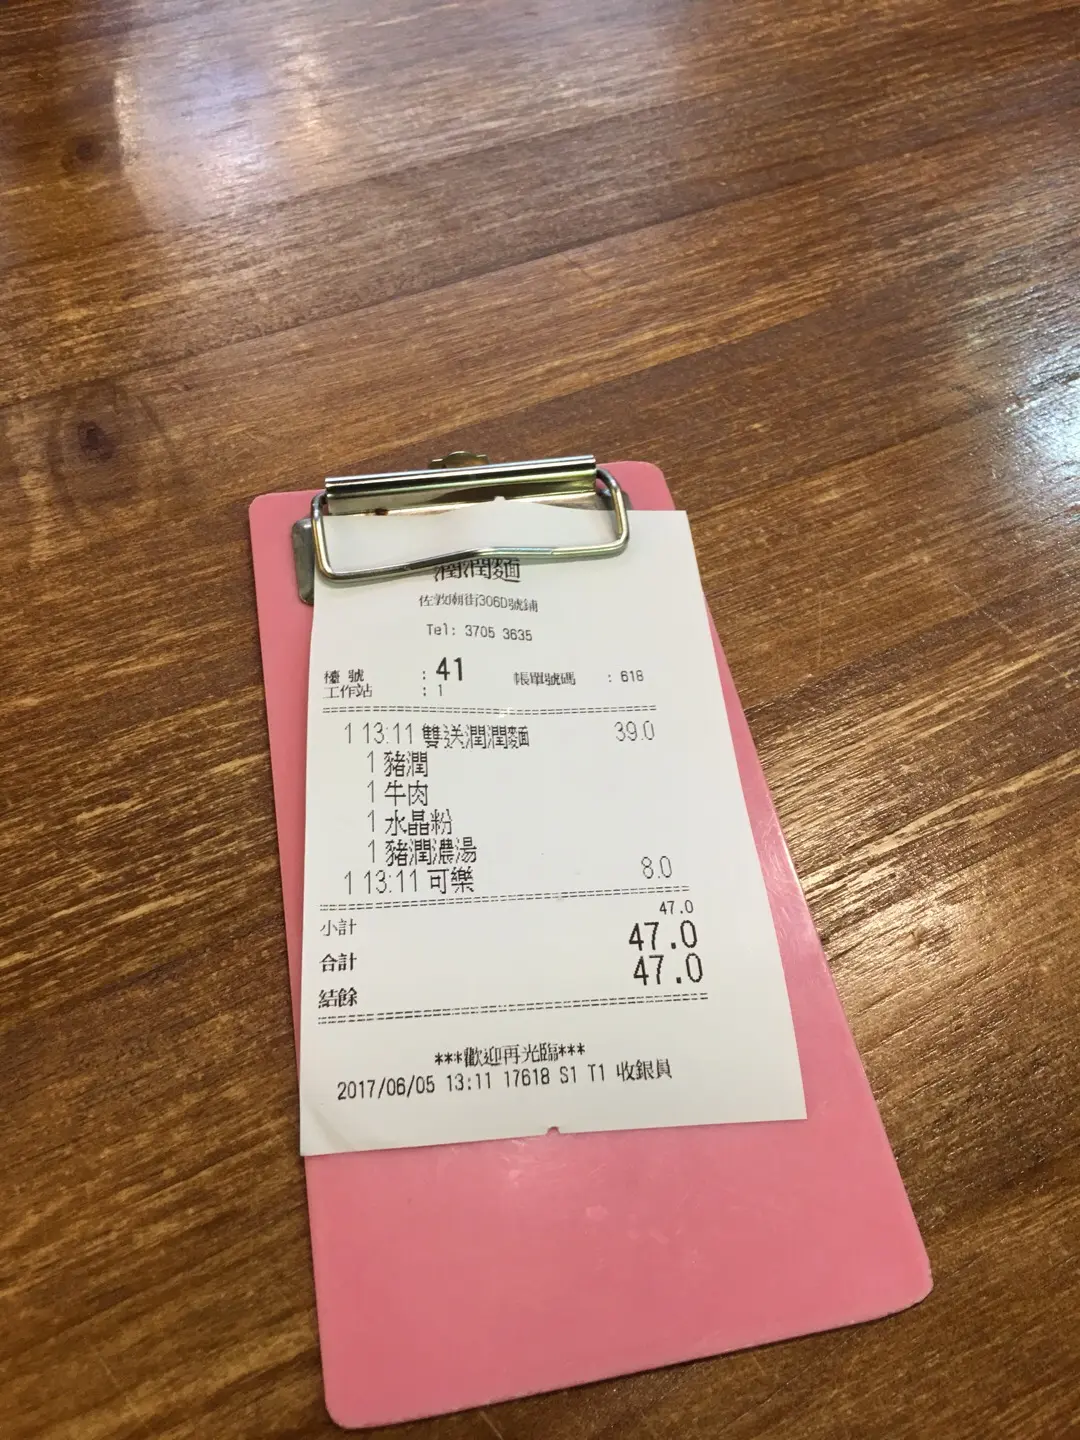 潤潤麵
佐敦廟街306D號鋪
Tel: 3705 3635
檯 號 : 41 帳單號碼 : 618
工作站 : 1
1 13:11 雙送潤潤麵 39.0
1 豬潤
1 牛肉
1 水晶粉
1 豬潤濃湯
1 13:11 可樂 8.0
小計 47.0
合計 47.0
結餘 47.0
***歡迎再光臨***
2017/06/05 13:11 17618 S1 T1 收銀員